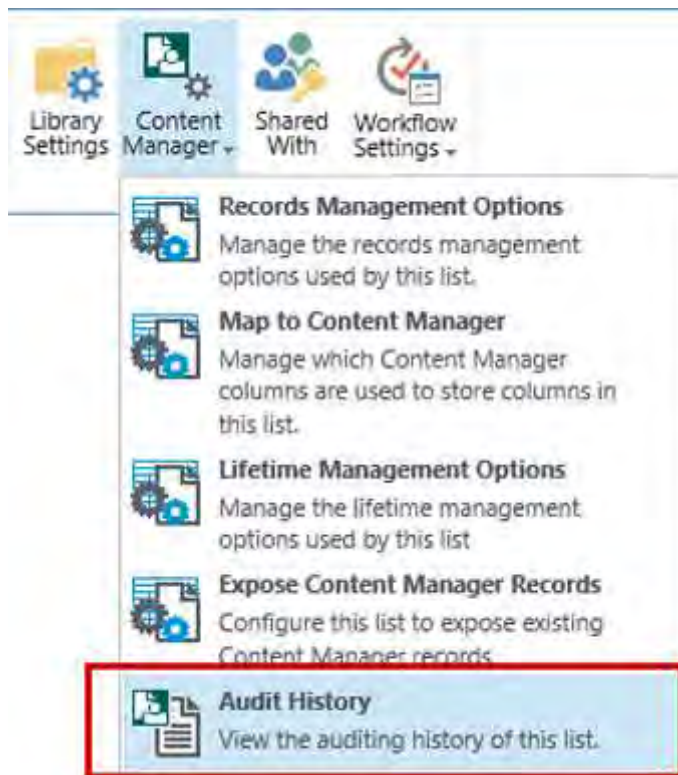 Library
Settings
Content
Manager
Shared
With
Workflow
Settings
Records Management Options
Manage the records management
options used by this list.
Map to Content Manager
Manage which Content Manager
columns are used to store columns in
this list.
Lifetime Management Options
Manage the lifetime management
options used by this list
Expose Content Manager Records
Configure this list to expose existing
Content Manager records
Audit History
View the auditing history of this list.